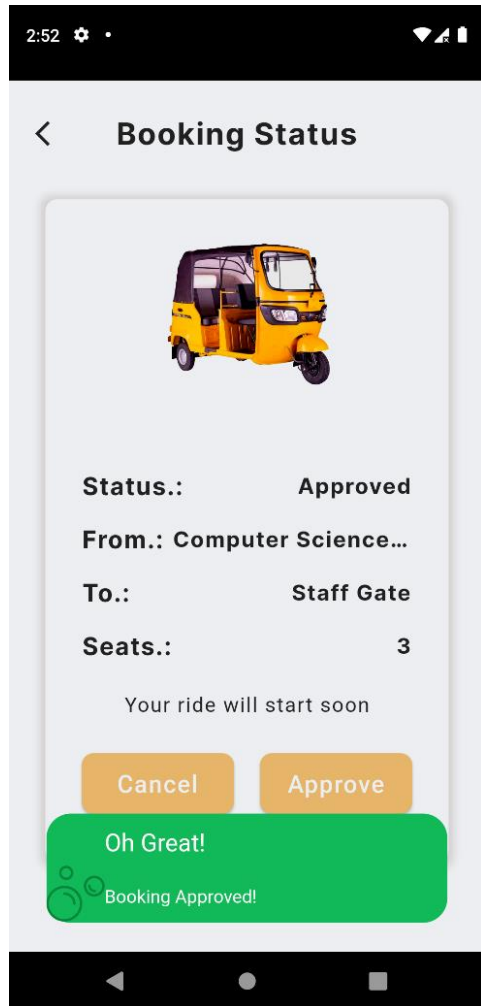 2:52
Booking Status
Status.: Approved
From.: Computer Science...
To.: Staff Gate
Seats.: 3
Your ride will start soon
Cancel Approve
Oh Great!
Booking Approved!